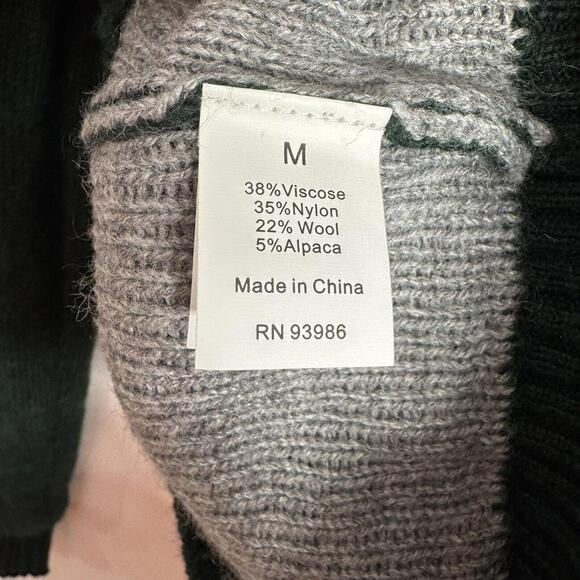 M
38%Viscose
35%Nylon
22% Wool
5%Alpaca
Made in China
RN 93986